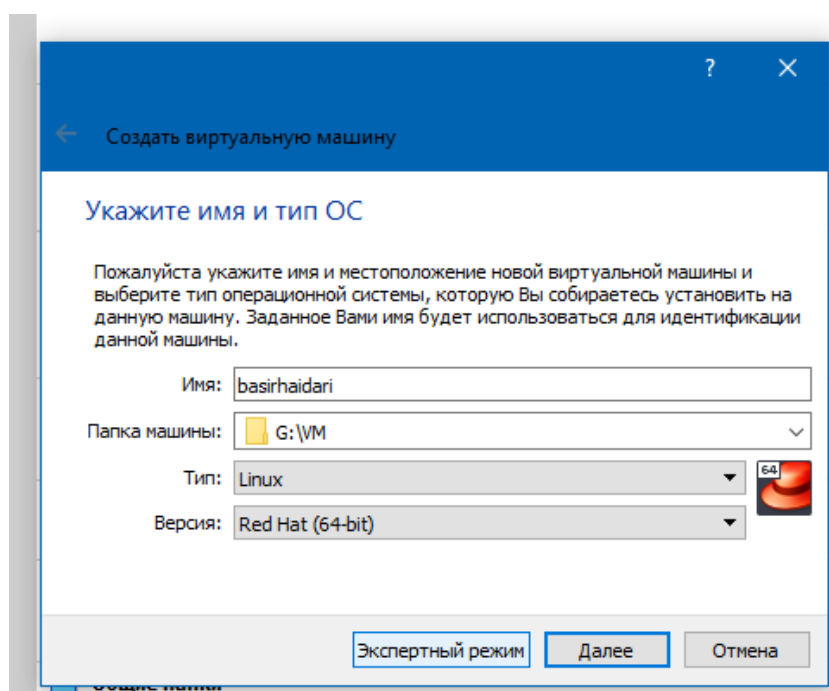 ?
Создать виртуальную машину
Укажите имя и тип ОС
Пожалуйста укажите имя и местоположение новой виртуальной машины и
выберите тип операционной системы, которую Вы собираетесь установить на
данную машину. Заданное Вами имя будет использоваться для идентификации
данной машины.
Имя: basirhaidari
Папка машины: G:\VM
Тип: Linux
64
Версия: Red Hat (64-bit)
Экспертный режим Далее Отмена
Общие папки